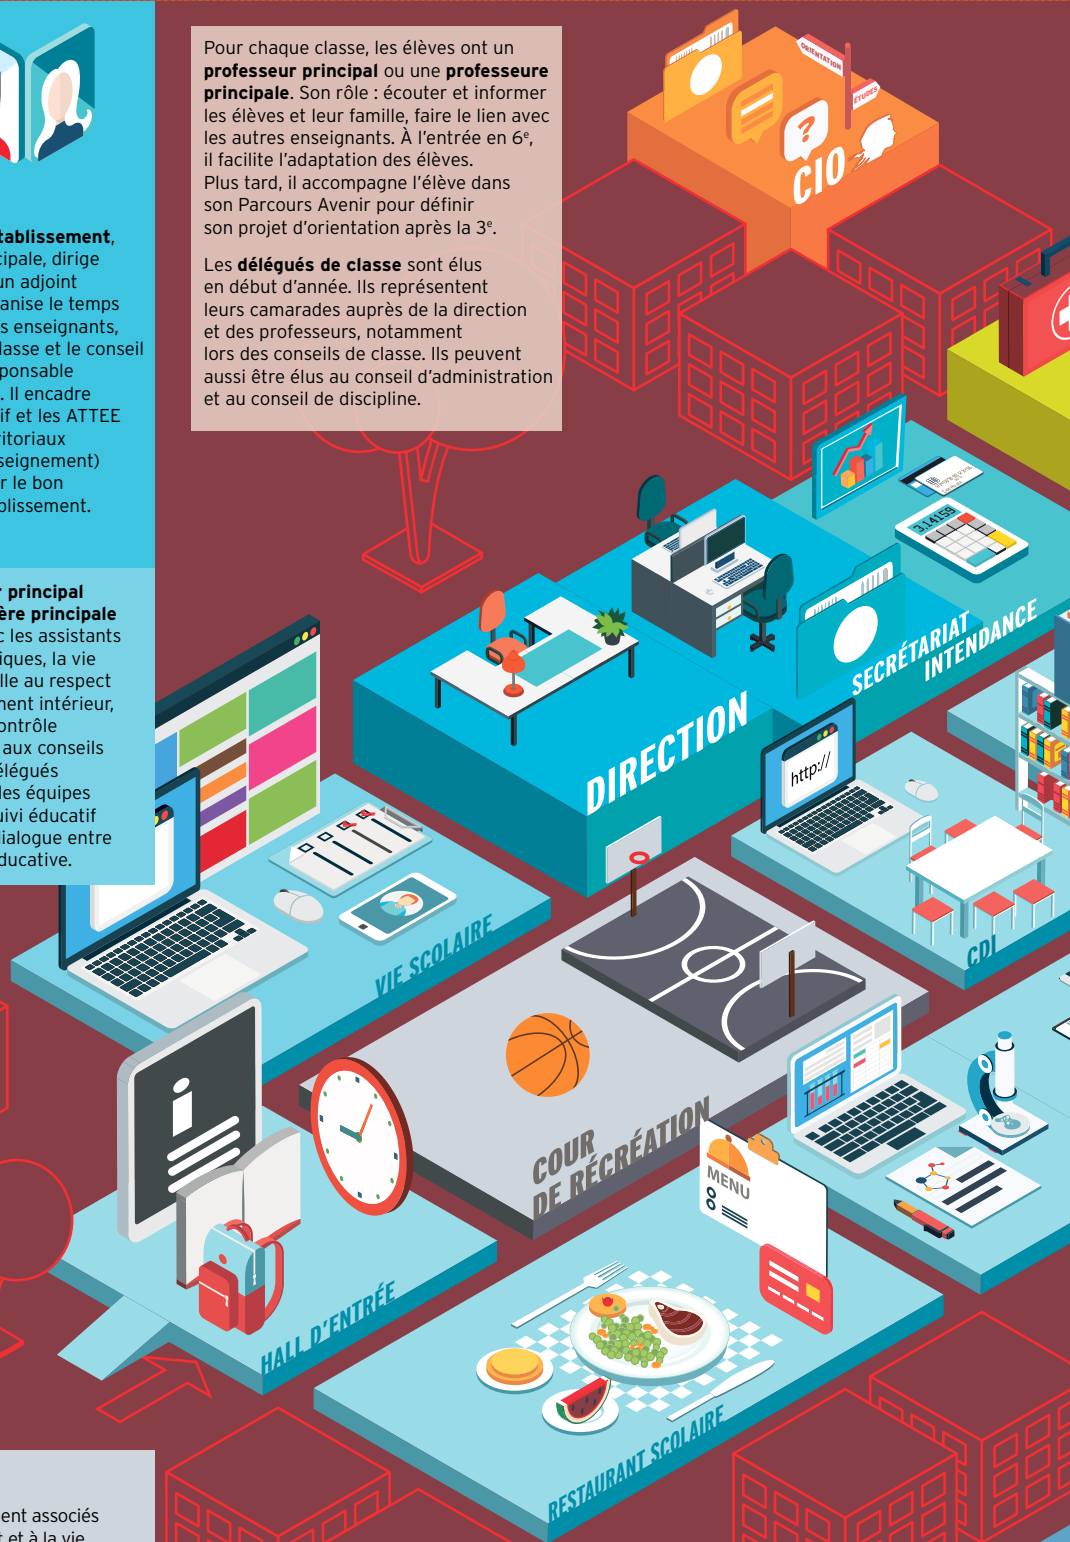 Pour chaque classe, les élèves ont un
professeur principal ou une professeure
principale. Son rôle : écouter et informer
les élèves et leur famille, faire le lien avec
les autres enseignants. À l’entrée en 6e,
il facilite l’adaptation des élèves.
Plus tard, il accompagne l’élève dans
son Parcours Avenir pour définir
son projet d’orientation après la 3e.
Les délégués de classe sont élus
en début d’année. Ils représentent
leurs camarades auprès de la direction
et des professeurs, notamment
lors des conseils de classe. Ils peuvent
aussi être élus au conseil d’administration
et au conseil de discipline.
tablissement,
cipale, dirige
un adjoint
anise le temps
s enseignants,
lasse et le conseil
sponsable
. Il encadre
if et les ATTEE
ritoriaux
seignement)
r le bon
blissement.
r principal
ère principale
c les assistants
iques, la vie
lle au respect
ment intérieur,
ontrôle
aux conseils
élégués
des équipes
uivi éducatif
dialogue entre
ducative.
ent associés
t et à la vie
ORIENTATION
ÉTUDES
?
CIO
3,14159
SECRÉTARIAT
INTENDANCE
DIRECTION
http://
CDI
VIE SCOLAIRE
COUR
DE RÉCRÉATION
MENU
i
HALL D’ENTRÉE
RESTAURANT SCOLAIRE